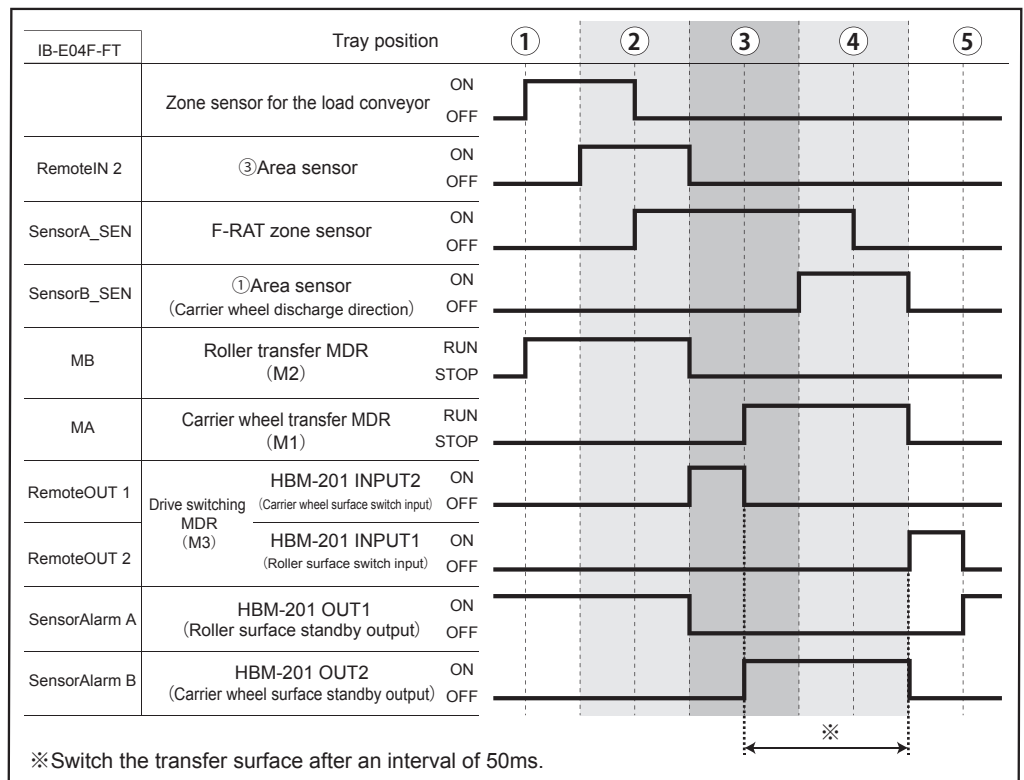 IB-E04F-FT
Tray position
① ② ③ ④ ⑤
Zone sensor for the load conveyor
ON
OFF
RemoteIN 2
③Area sensor
ON
OFF
SensorA_SEN
F-RAT zone sensor
ON
OFF
SensorB_SEN
①Area sensor
(Carrier wheel discharge direction)
ON
OFF
MB
Roller transfer MDR
(M2)
RUN
STOP
MA
Carrier wheel transfer MDR
(M1)
RUN
STOP
RemoteOUT 1
Drive switching
MDR
(M3)
HBM-201 INPUT2
(Carrier wheel surface switch input)
ON
OFF
RemoteOUT 2
HBM-201 INPUT1
(Roller surface switch input)
ON
OFF
SensorAlarm A
HBM-201 OUT1
(Roller surface standby output)
ON
OFF
SensorAlarm B
HBM-201 OUT2
(Carrier wheel surface standby output)
ON
OFF
※
※Switch the transfer surface after an interval of 50ms.